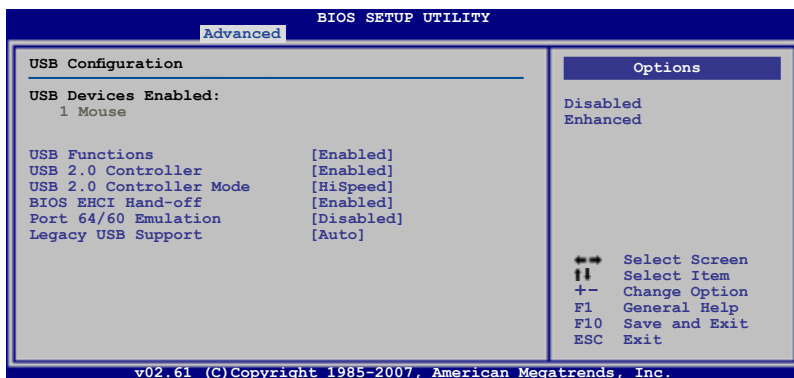 BIOS SETUP UTILITY
Advanced
USB Configuration
USB Devices Enabled:
1 Mouse
USB Functions [Enabled]
USB 2.0 Controller [Enabled]
USB 2.0 Controller Mode [HiSpeed]
BIOS EHCI Hand-off [Enabled]
Port 64/60 Emulation [Disabled]
Legacy USB Support [Auto]
Options
Disabled
Enhanced
←→ Select Screen
↑↓ Select Item
+- Change Option
F1 General Help
F10 Save and Exit
ESC Exit
v02.61 (C)Copyright 1985-2007, American Megatrends, Inc.